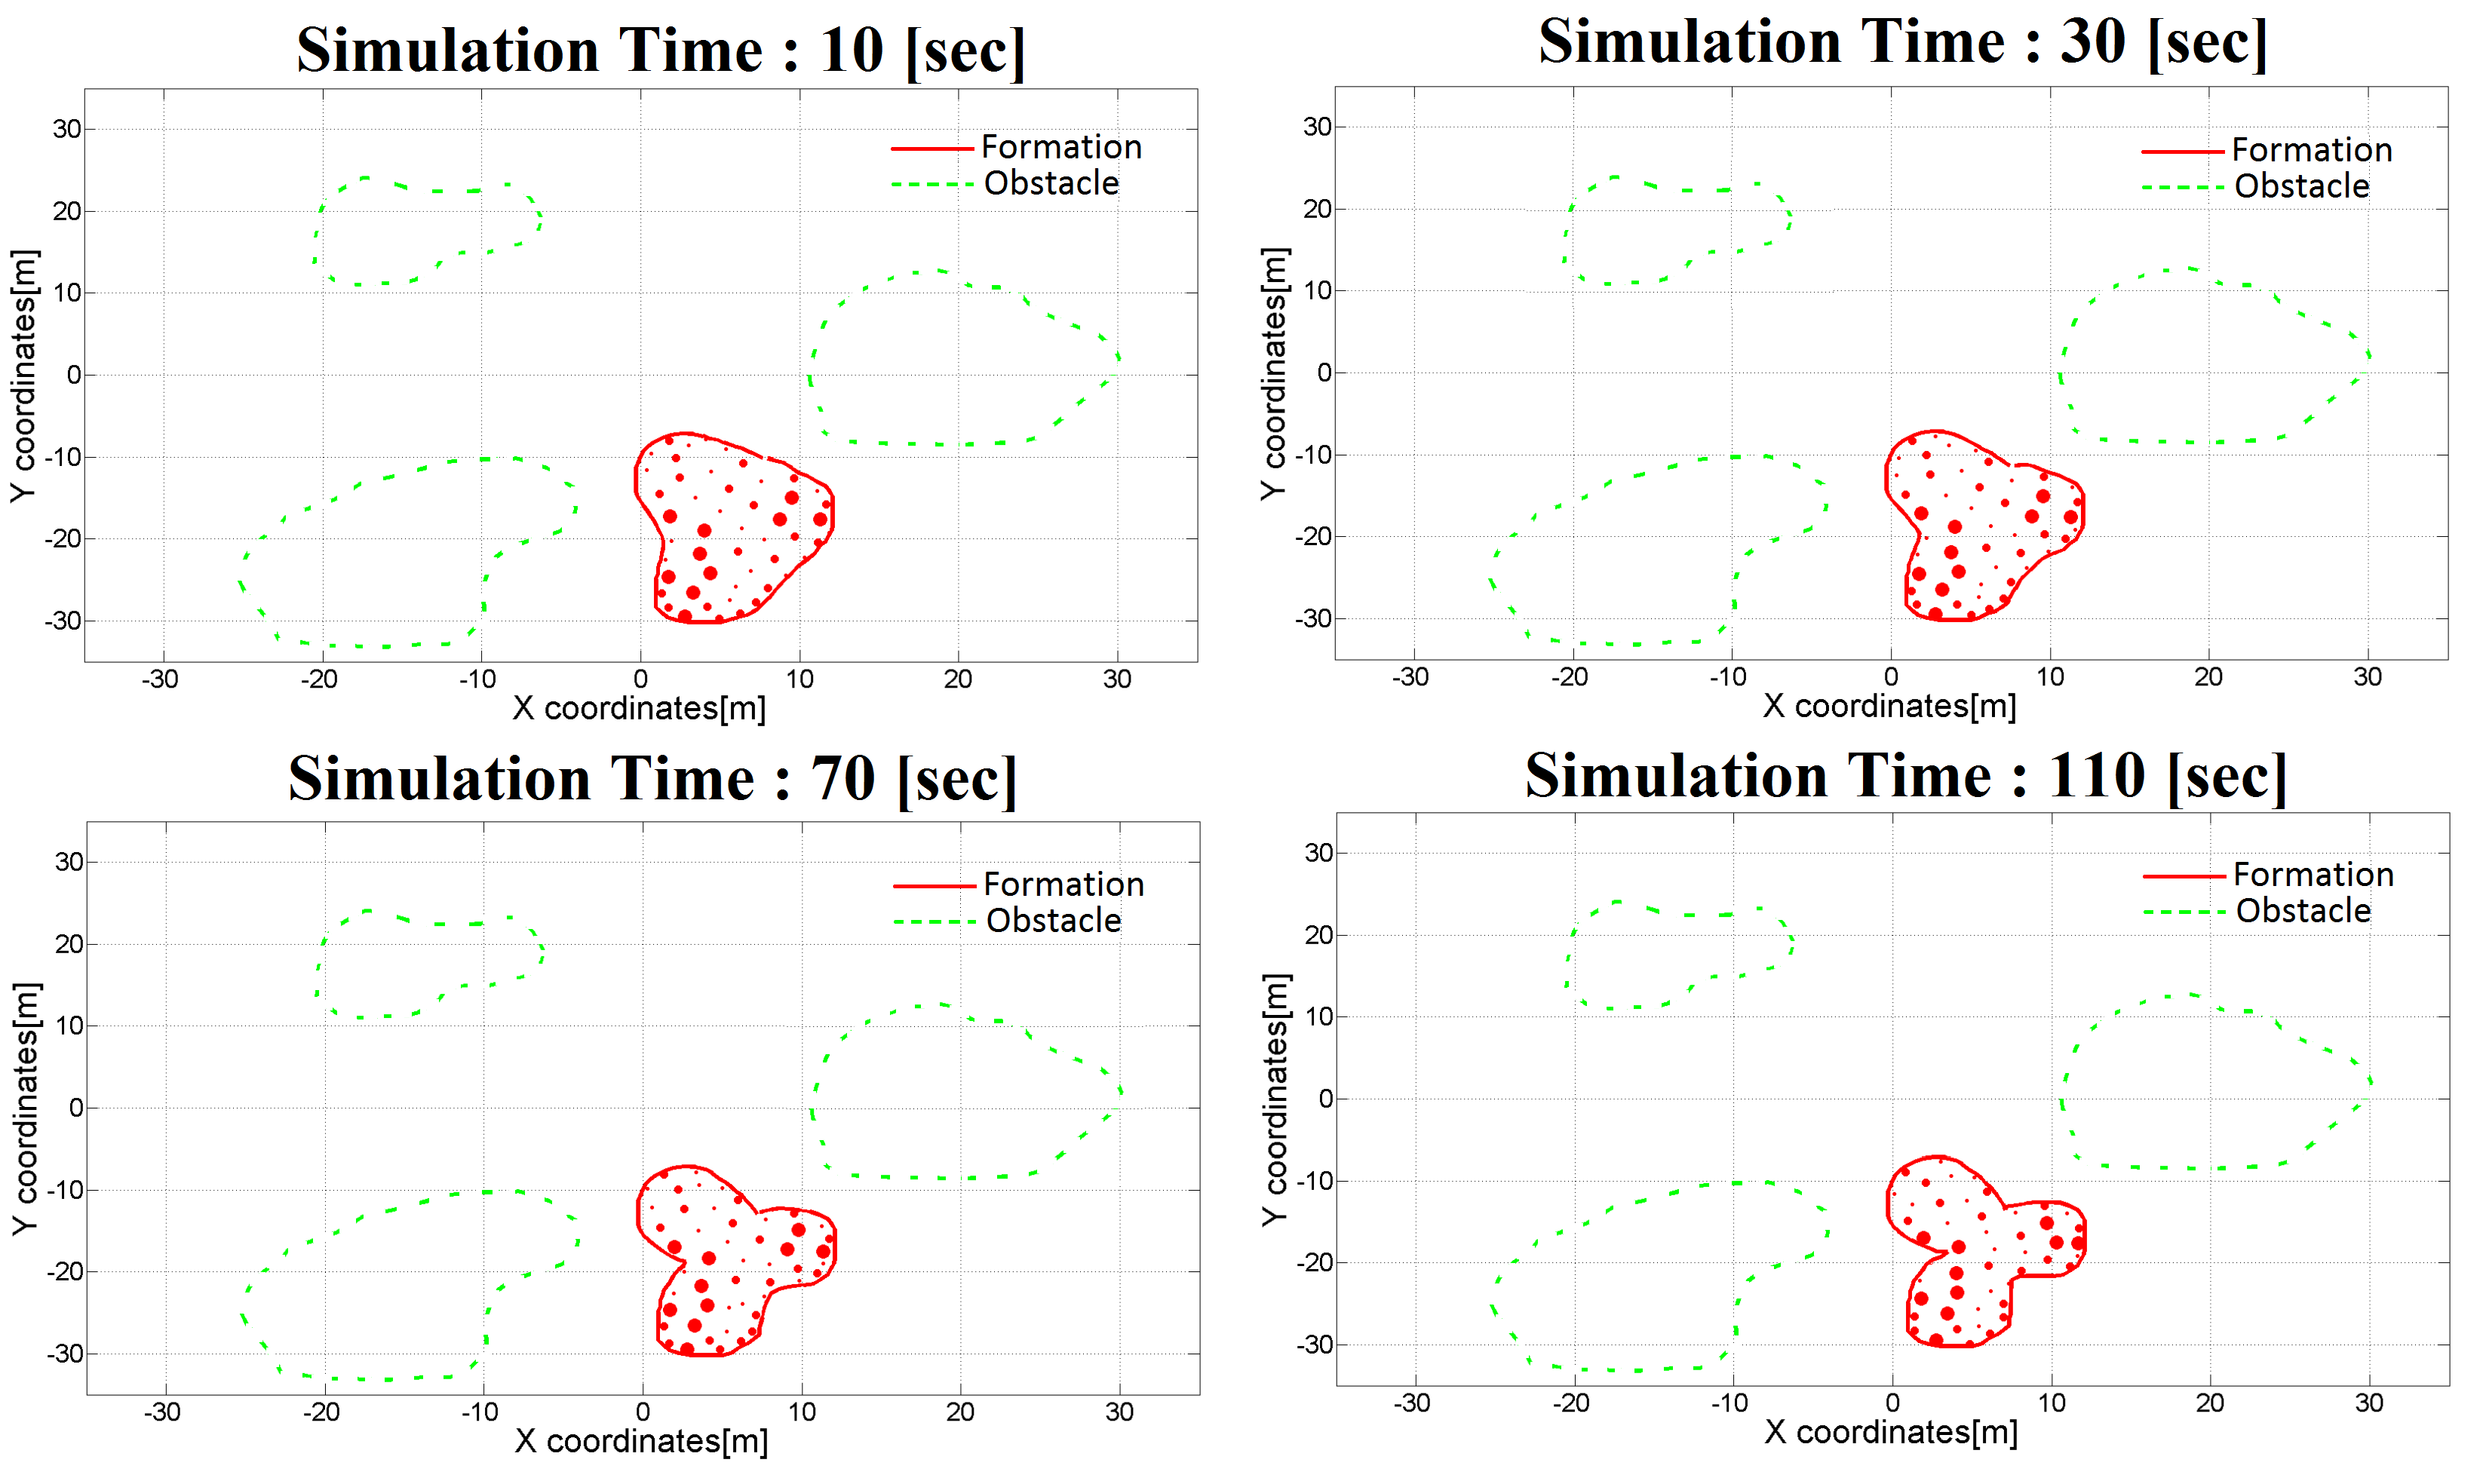 Simulation Time : 10 [sec]
30
20
10
0
-10
-20
-30
Y coordinates[m]
Formation
Obstacle
-30 -20 -10 0 10 20 30
X coordinates[m]
Simulation Time : 30 [sec]
30
20
10
0
-10
-20
-30
Y coordinates[m]
Formation
Obstacle
-30 -20 -10 0 10 20 30
X coordinates[m]
Simulation Time : 70 [sec]
30
20
10
0
-10
-20
-30
Y coordinates[m]
Formation
Obstacle
-30 -20 -10 0 10 20 30
X coordinates[m]
Simulation Time : 110 [sec]
30
20
10
0
-10
-20
-30
Y coordinates[m]
Formation
Obstacle
-30 -20 -10 0 10 20 30
X coordinates[m]